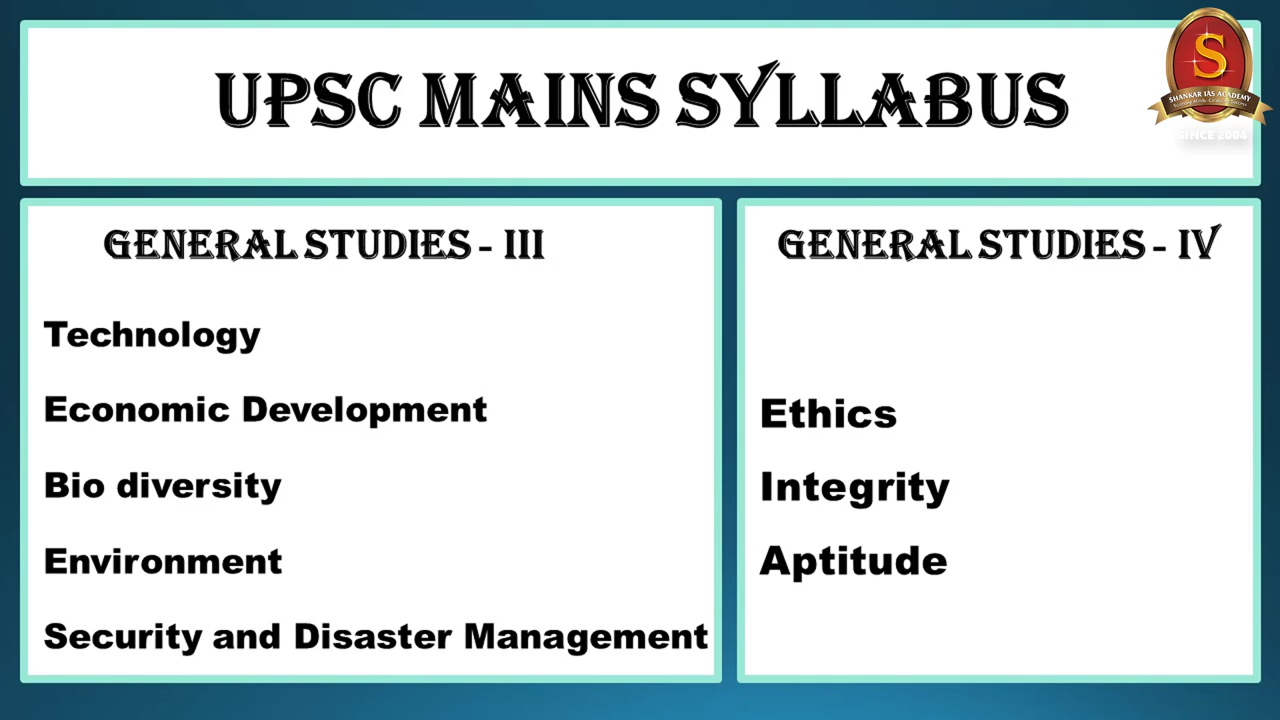 UPSC MAINS SYLLABUS
S
SHANKAR IAS ACADEMY
SINCE 2004
GENERAL STUDIES - III
Technology
Economic Development
Bio diversity
Environment
Security and Disaster Management
GENERAL STUDIES - IV
Ethics
Integrity
Aptitude